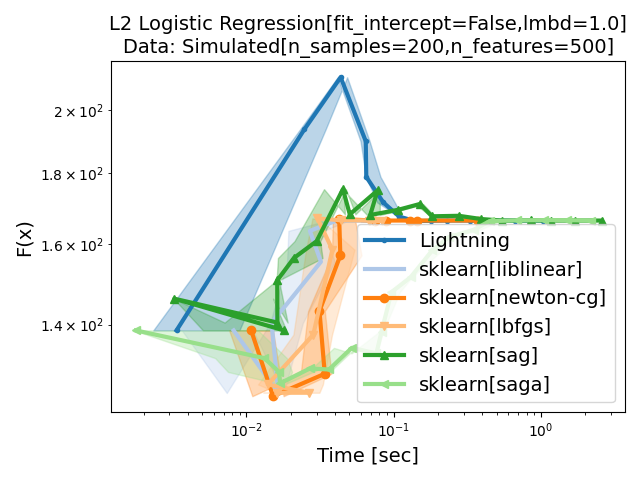 L2 Logistic Regression[fit_intercept=False,lmbd=1.0]
Data: Simulated[n_samples=200,n_features=500]
F(x)
2 × 10²
1.8 × 10²
1.6 × 10²
1.4 × 10²
Lightning
sklearn[liblinear]
sklearn[newton-cg]
sklearn[lbfgs]
sklearn[sag]
sklearn[saga]
10⁻² 10⁻¹ 10⁰
Time [sec]